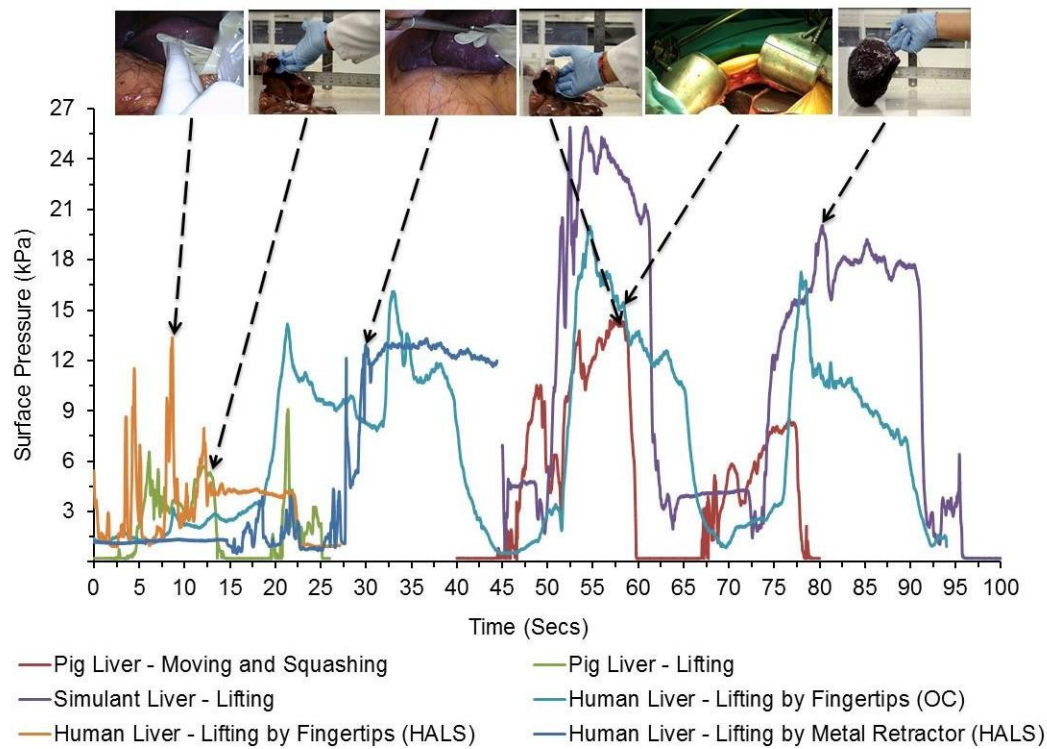 27
24
21
18
15
12
9
6
3
Surface Pressure (kPa)
0 5 10 15 20 25 30 35 40 45 50 55 60 65 70 75 80 85 90 95 100
Time (Secs)
Pig Liver - Moving and Squashing
Pig Liver - Lifting
Simulant Liver - Lifting
Human Liver - Lifting by Fingertips (OC)
Human Liver - Lifting by Fingertips (HALS)
Human Liver - Lifting by Metal Retractor (HALS)